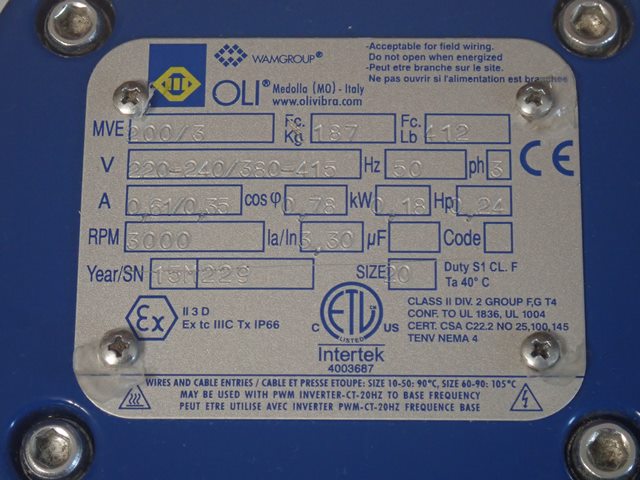 WAMGROUP®
OLI® Medolla (MO) - Italy
www.olivibra.com
-Acceptable for field wiring.
Do not open when energized
-Peut etre branche sur le site.
Ne pas ouvrir si l'alimentation est branchee
MVE 200/3 Fc. Kg 187 Fc. Lb 412
V 220-240/380-415 Hz 50 ph 3 CE
A 0,61/0,35 cos φ 0,78 kW 0,18 Hp 0,24
RPM 3000 Ia/In 3,30 μF Code
Year/SN 15M229 SIZE 20 Duty S1 CL. F
Ta 40° C
Ex II 3 D
Ex tc IIIC Tx IP66
C ETL US
LISTED
Intertek
4003687
CLASS II DIV. 2 GROUP F,G T4
CONF. TO UL 1836, UL 1004
CERT. CSA C22.2 NO 25,100,145
TENV NEMA 4
WIRES AND CABLE ENTRIES / CABLE ET PRESSE ETOUPE: SIZE 10-50: 90°C, SIZE 60-90: 105°C
MAY BE USED WITH PWM INVERTER-CT-20HZ TO BASE FREQUENCY
PEUT ETRE UTILISE AVEC INVERTER PWM-CT-20HZ FREQUENCE BASE